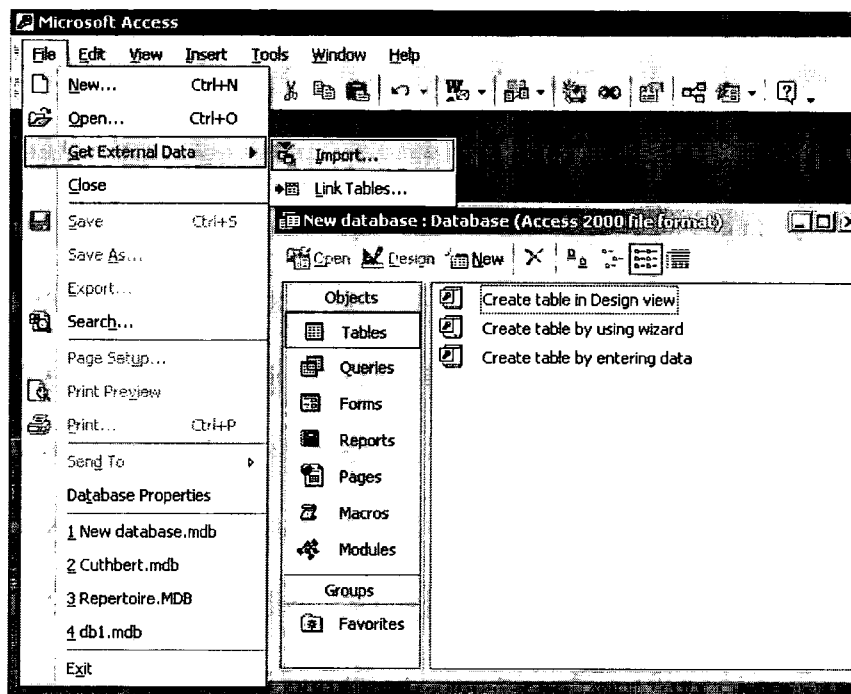 Microsoft Access
File Edit View Insert Tools Window Help
New... Ctrl+N
Open... Ctrl+O
Get External Data
Import...
Close
Link Tables...
Save Ctrl+S
New database : Database (Access 2000 file format)
Save As...
Open Design New
Export...
Search...
Objects
Create table in Design view
Tables
Create table by using wizard
Page Setup...
Queries
Create table by entering data
Print Preview
Forms
Print... Ctrl+P
Reports
Send To
Pages
Database Properties
Macros
1 New database.mdb
Modules
2 Cuthbert.mdb
Groups
3 Repertoire.MDB
Favorites
4 db1.mdb
Exit